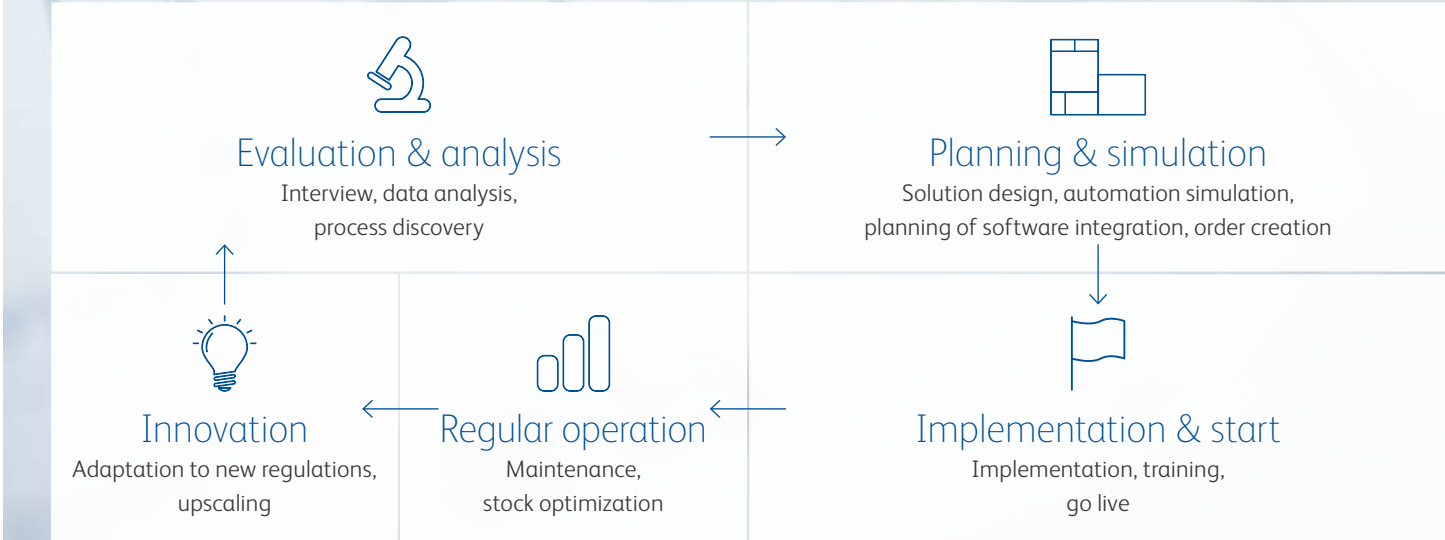 Evaluation & analysis
Interview, data analysis,
process discovery
Planning & simulation
Solution design, automation simulation,
planning of software integration, order creation
Innovation
Adaptation to new regulations,
upscaling
Regular operation
Maintenance,
stock optimization
Implementation & start
Implementation, training,
go live